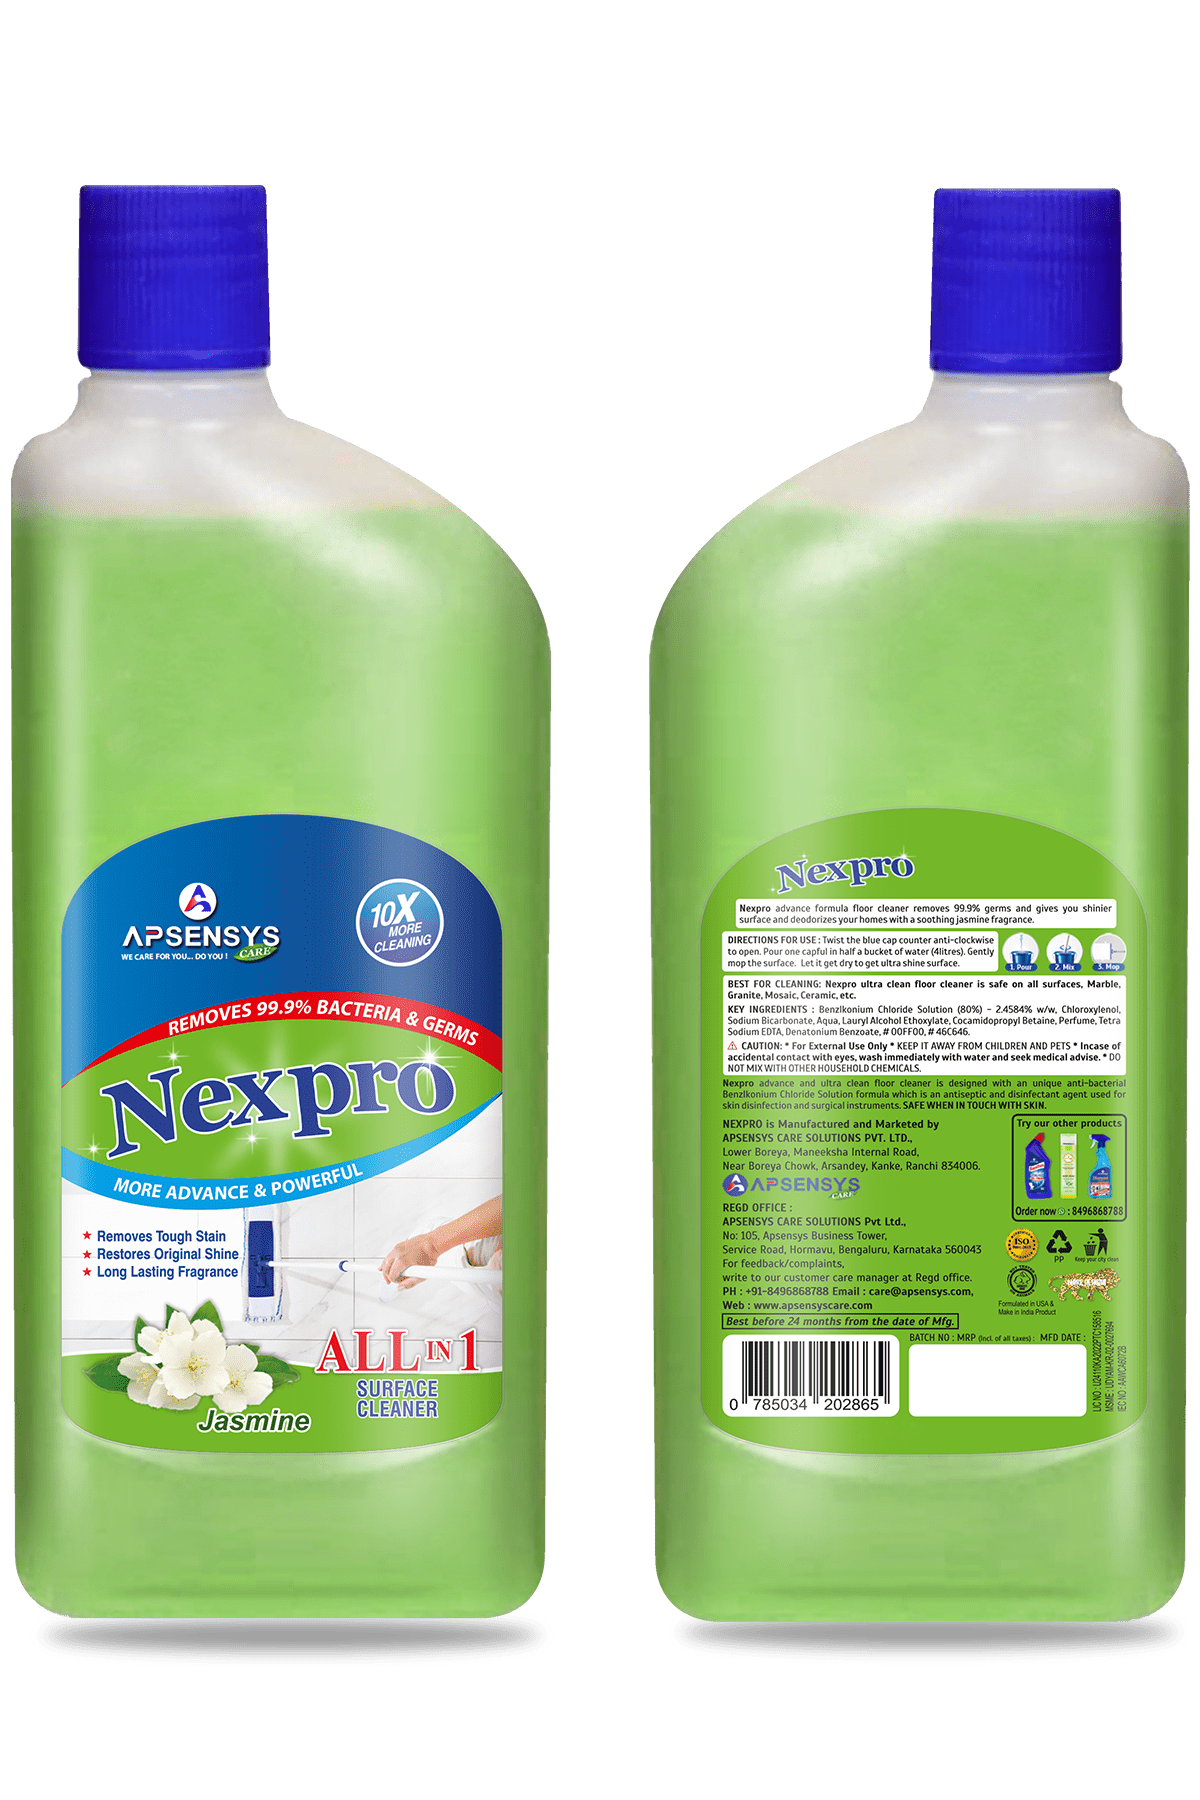 APSENSYS
CARE
WE CARE FOR YOU... DO YOU !
10X
MORE
CLEANING
REMOVES 99.9% BACTERIA & GERMS
Nexpro
MORE ADVANCE & POWERFUL
★ Removes Tough Stain
★ Restores Original Shine
★ Long Lasting Fragrance
Jasmine
ALL IN 1
SURFACE
CLEANER
Nexpro
Nexpro advance formula floor cleaner removes 99.9% germs and gives you shinier
surface and deodorizes your homes with a soothing jasmine fragrance.
DIRECTIONS FOR USE : Twist the blue cap counter anti-clockwise
to open. Pour one capful in half a bucket of water (4litres). Gently
mop the surface. Let it get dry to get ultra shine surface.
1. Pour
2. Mix
3. Mop
BEST FOR CLEANING: Nexpro ultra clean floor cleaner is safe on all surfaces, Marble,
Granite, Mosaic, Ceramic, etc.
KEY INGREDIENTS : Benzlkonium Chloride Solution (80%) - 2.4584% w/w, Chloroxylenol,
Sodium Bicarbonate, Aqua, Lauryl Alcohol Ethoxylate, Cocamidopropyl Betaine, Perfume, Tetra
Sodium EDTA, Denatonium Benzoate, # 00FF00, # 46C646.
⚠ CAUTION: * For External Use Only * KEEP IT AWAY FROM CHILDREN AND PETS * Incase of
accidental contact with eyes, wash immediately with water and seek medical advise. * DO
NOT MIX WITH OTHER HOUSEHOLD CHEMICALS.
Nexpro advance and ultra clean floor cleaner is designed with an unique anti-bacterial
Benzlkonium Chloride Solution formula which is an antiseptic and disinfectant agent used for
skin disinfection and surgical instruments. SAFE WHEN IN TOUCH WITH SKIN.
NEXPRO is Manufactured and Marketed by
APSENSYS CARE SOLUTIONS PVT. LTD.,
Lower Boreya, Maneeksha Internal Road,
Near Boreya Chowk, Arsandey, Kanke, Ranchi 834006.
APSENSYS
CARE
REGD OFFICE :
APSENSYS CARE SOLUTIONS Pvt Ltd.,
No: 105, Apsensys Business Tower,
Service Road, Hormavu, Bengaluru, Karnataka 560043
For feedback/complaints,
write to our customer care manager at Regd office.
PH : +91-8496868788 Email : care@apsensys.com,
Web : www.apsensyscare.com
Best before 24 months from the date of Mfg.
Try our other products
Order now : 8496868788
ISO
PP
Keep your city clean
Formulated in USA &
Make in India Product
BATCH NO : MRP (Incl. of all taxes) : MFD DATE :
0 785034 202865
LIC NO : U24110KA2022PTC158516
MSME : UDYAM-KR-02-0027694
IEC NO : AAWCA6072B